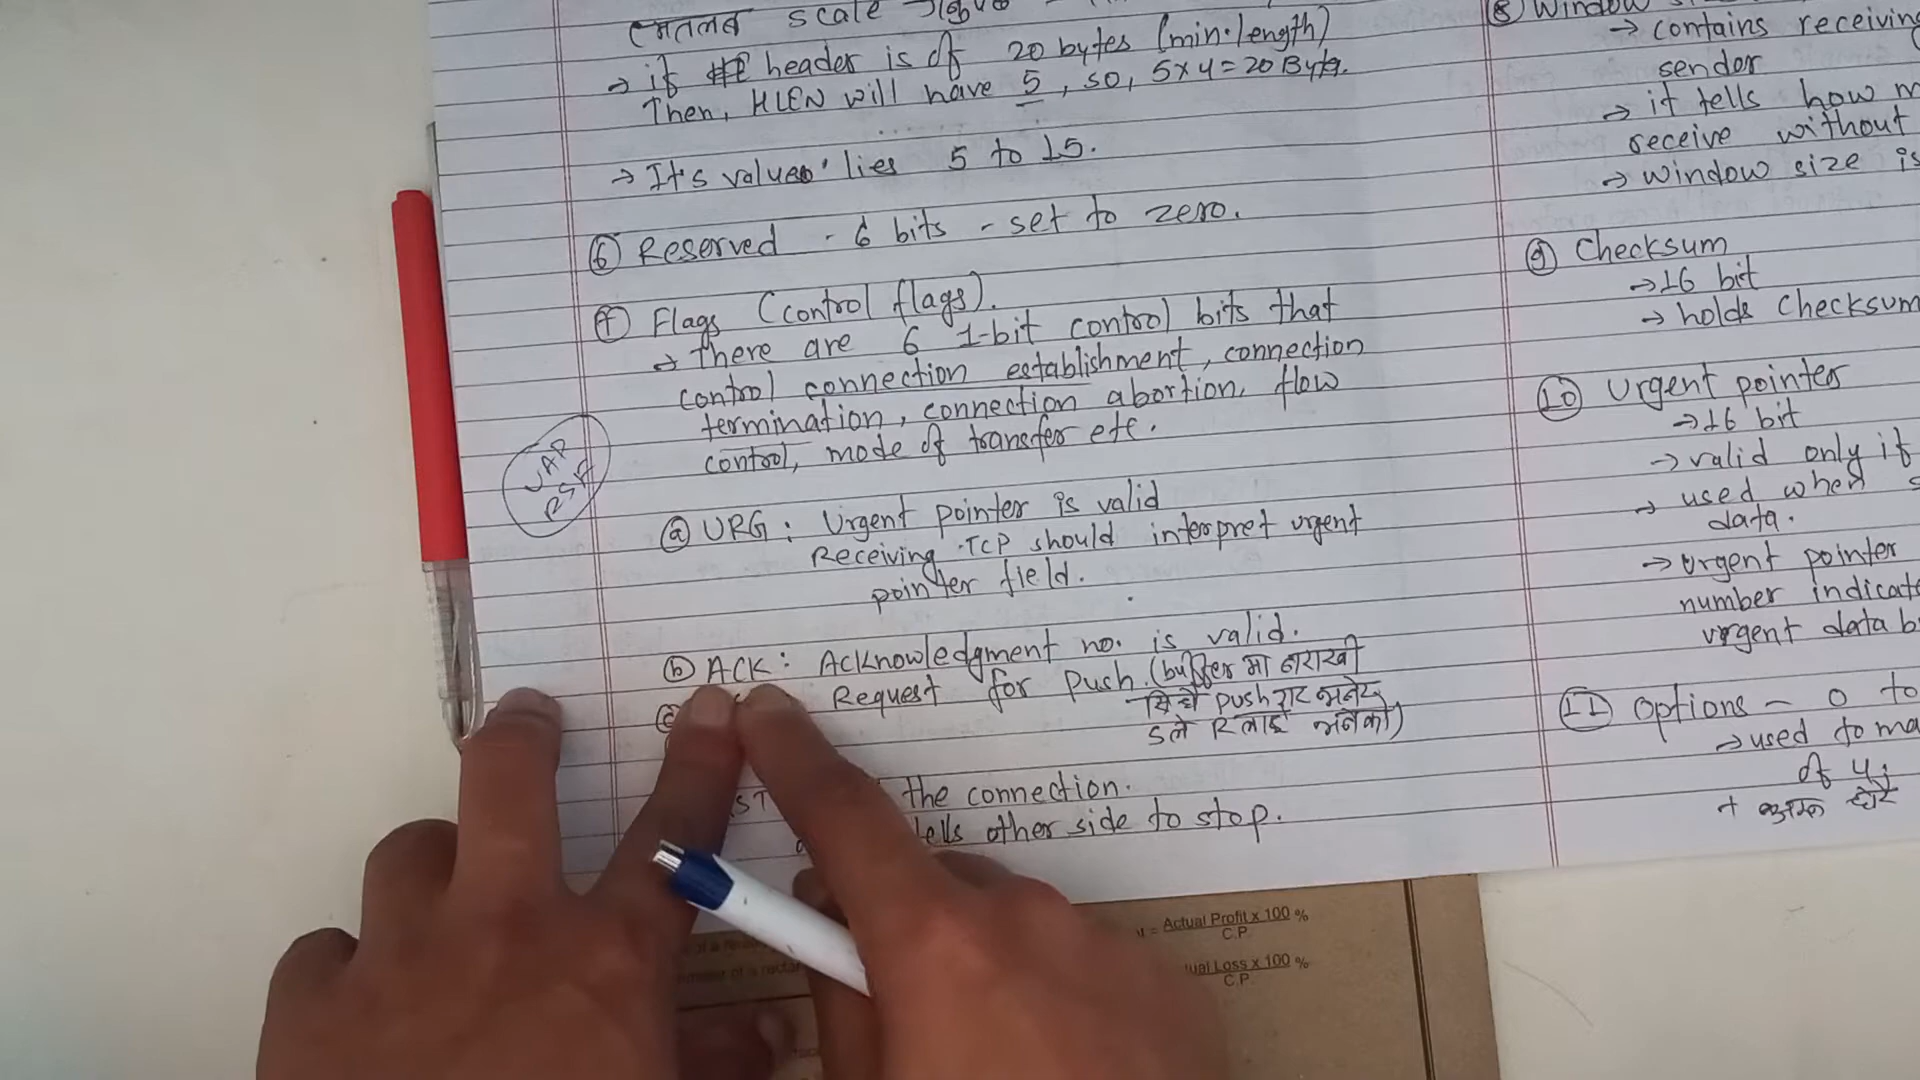 मतलब scale
→ if header is of 20 bytes (min. length)
Then, HLEN will have 5, so, 5x4=20 Byte.
→ It's values lies 5 to 15.
⑥ Reserved - 6 bits - set to zero.
⑦ Flags (control flags).
→ there are 6 1-bit control bits that
control connection establishment, connection
termination, connection abortion, flow
control, mode of transfer etc.
UAP
RSF
ⓐ URG: Urgent pointer is valid
Receiving TCP should interpret urgent
pointer field.
ⓑ ACK: Acknowledgment no. is valid.
ⓒ Request for push. (buffer मा नराखी
सिधै push गर भनेर
S ले R लाई भनेको)
ST the connection.
ells other side to stop.
⑧ Window
→ contains receiving
sendor
→ it tells how m
receive without
→ window size is
⑨ Checksum
→ 16 bit
→ holds checksum
⑩ Urgent pointer
→ 16 bit
→ valid only if
→ used when s
data.
→ Urgent pointer
number indicate
urgent data b
⑪ options - 0 to
→ used to ma
of 4;
+
= Actual Profit x 100 %
C.P.
tual Loss x 100 %
C.P.